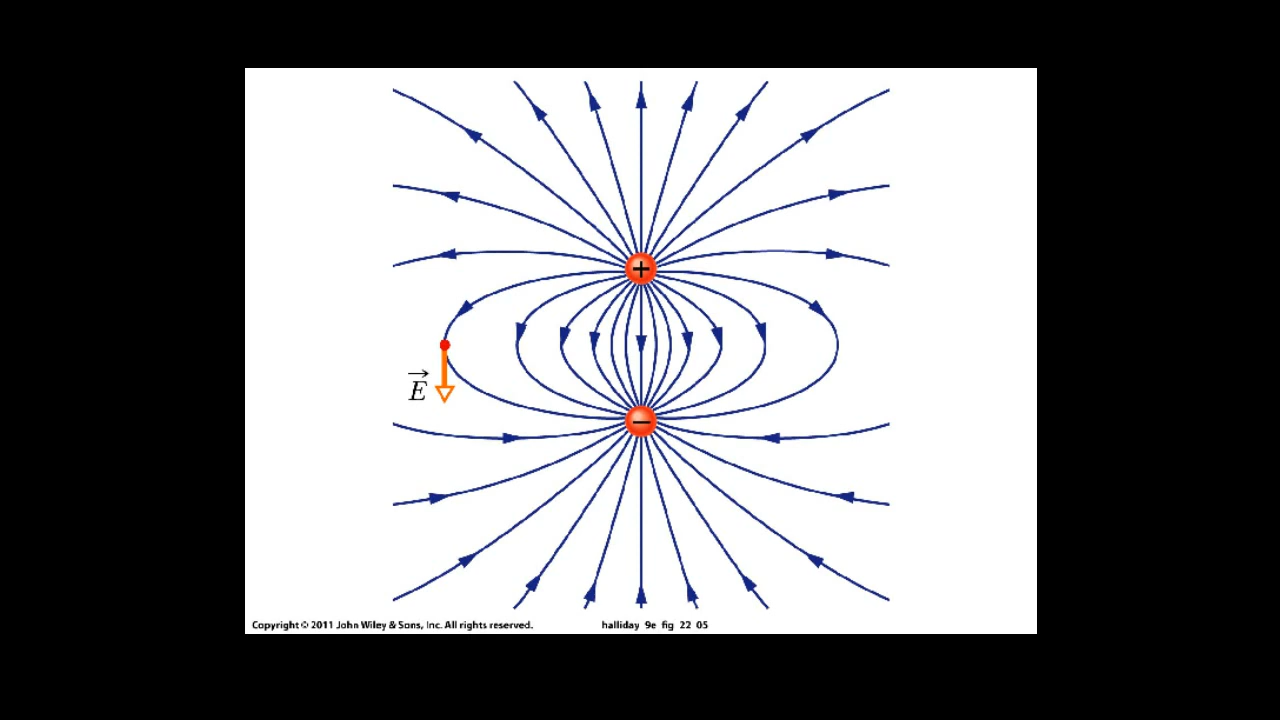 +
E
−
Copyright © 2011 John Wiley & Sons, Inc. All rights reserved. halliday 9e fig 22 05